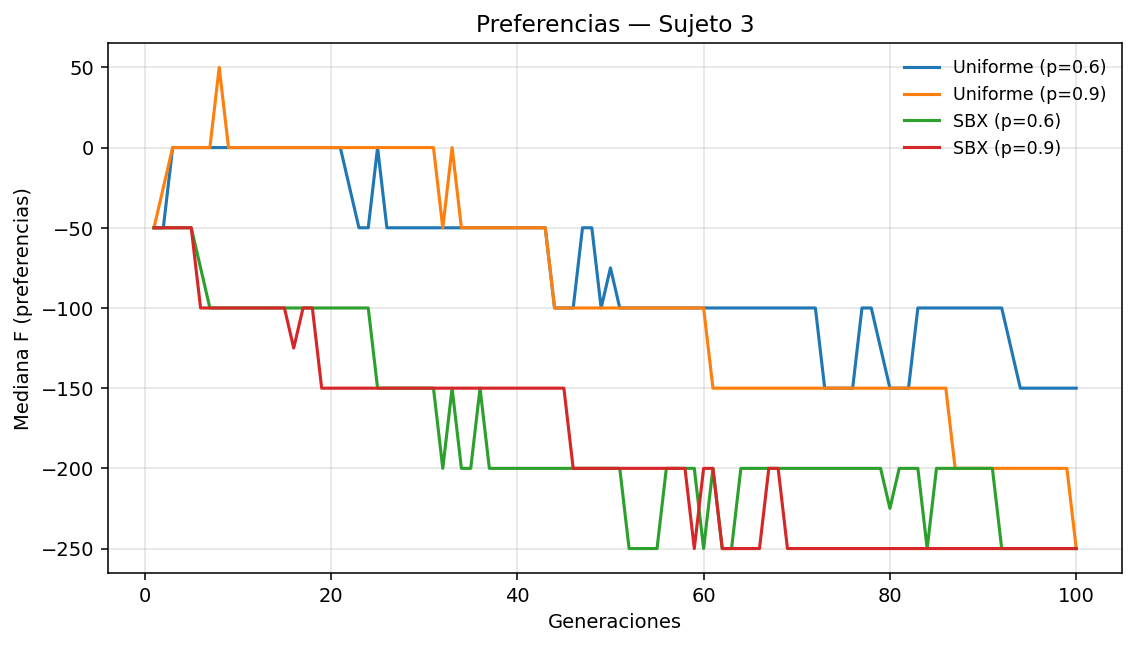 Preferencias — Sujeto 3
Mediana F (preferencias)
50
0
−50
−100
−150
−200
−250
Uniforme (p=0.6)
Uniforme (p=0.9)
SBX (p=0.6)
SBX (p=0.9)
0 20 40 60 80 100
Generaciones